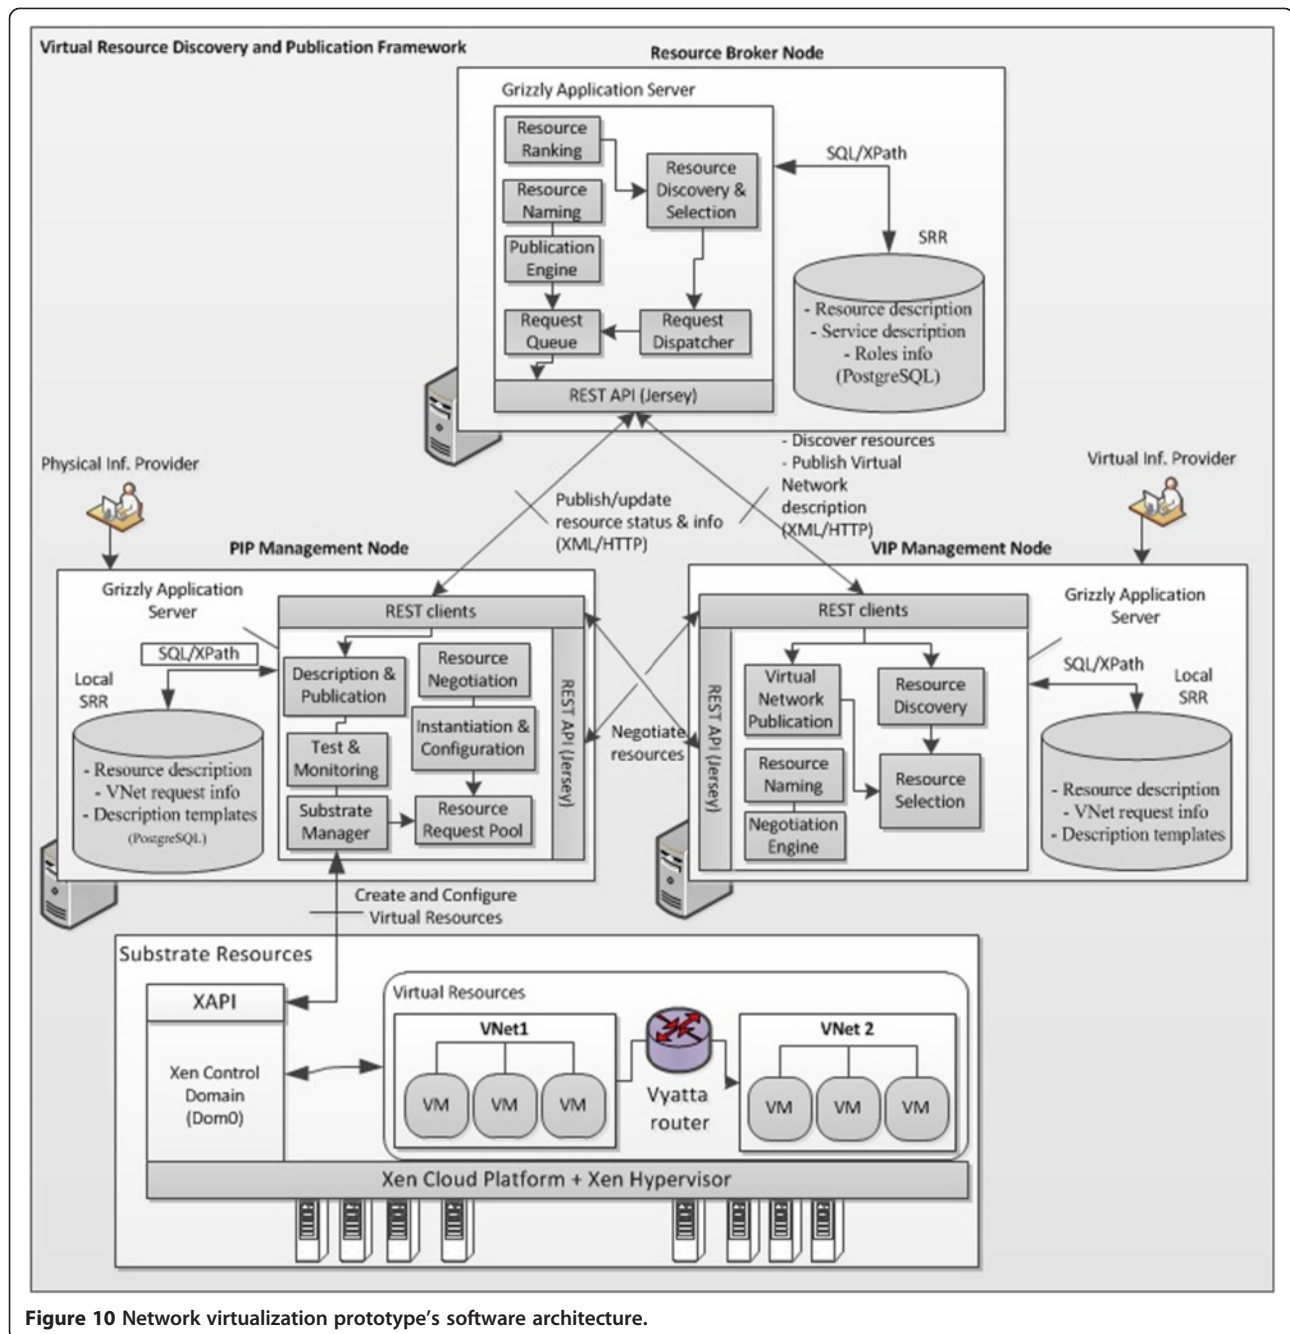 Virtual Resource Discovery and Publication Framework
Resource Broker Node
Grizzly Application Server
Resource
Ranking
Resource
Discovery &
Selection
Resource
Naming
Publication
Engine
Request
Queue
Request
Dispatcher
REST API (Jersey)
SQL/XPath
SRR
- Resource description
- Service description
- Roles info
(PostgreSQL)
Physical Inf. Provider
Publish/update
resource status & info
(XML/HTTP)
- Discover resources
- Publish Virtual
Network
description
(XML/HTTP)
Virtual Inf. Provider
PIP Management Node
Grizzly Application
Server
SQL/XPath
Local
SRR
- Resource description
- VNet request info
- Description templates
(PostgreSQL)
REST clients
Description &
Publication
Resource
Negotiation
Instantiation &
Configuration
Test &
Monitoring
Substrate
Manager
Resource
Request Pool
REST API (Jersey)
Negotiate
resources
VIP Management Node
REST clients
REST API (Jersey)
Virtual
Network
Publication
Resource
Discovery
Resource
Naming
Resource
Selection
Negotiation
Engine
Grizzly Application
Server
SQL/XPath
Local
SRR
- Resource description
- VNet request info
- Description templates
Create and Configure
Virtual Resources
Substrate Resources
XAPI
Xen Control
Domain
(Dom0)
Virtual Resources
VNet1
VM
VM
VM
Vyatta
router
VNet 2
VM
VM
VM
Xen Cloud Platform + Xen Hypervisor
Figure 10 Network virtualization prototype's software architecture.